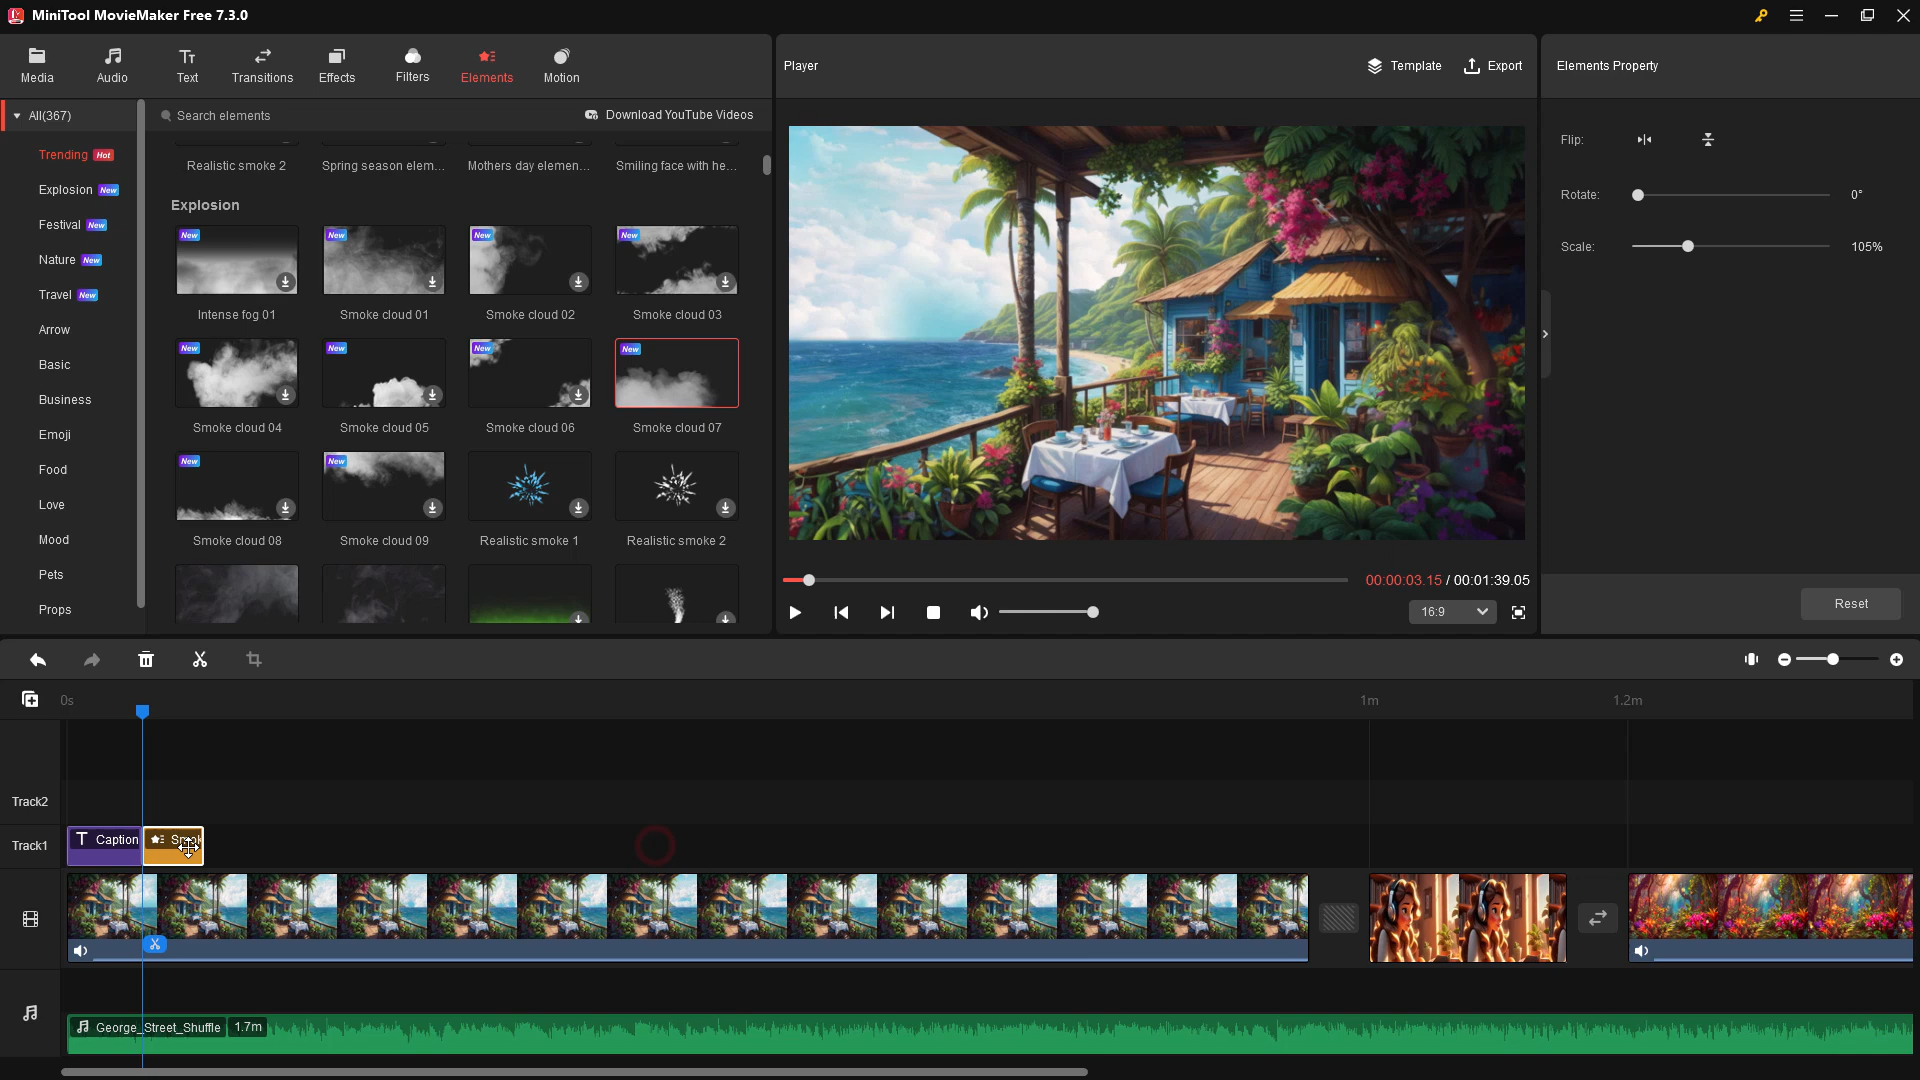 MiniTool MovieMaker Free 7.3.0
Media
Audio
Text
Transitions
Effects
Filters
Elements
Motion
Player
Template
Export
Elements Property
All(367)
Search elements
Download YouTube Videos
Trending Hot
Explosion New
Festival New
Nature New
Travel New
Arrow
Basic
Business
Emoji
Food
Love
Mood
Pets
Props
Realistic smoke 2
Spring season elem...
Mothers day elemen...
Smiling face with he...
Explosion
New
New
New
New
Intense fog 01
Smoke cloud 01
Smoke cloud 02
Smoke cloud 03
New
New
New
New
Smoke cloud 04
Smoke cloud 05
Smoke cloud 06
Smoke cloud 07
New
New
Smoke cloud 08
Smoke cloud 09
Realistic smoke 1
Realistic smoke 2
Flip:
Rotate:
0°
Scale:
105%
00:00:03.15 / 00:01:39.05
16:9
Reset
0s
1m
1.2m
Track2
Track1
Caption
George_Street_Shuffle
1.7m